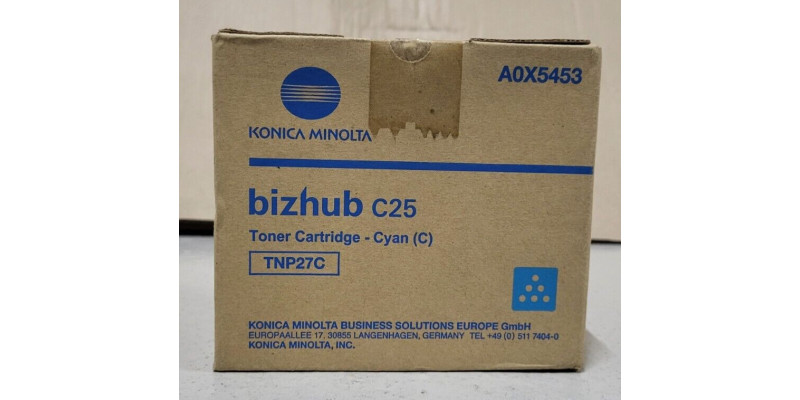 A0X5453
KONICA MINOLTA
bizhub C25
Toner Cartridge - Cyan (C)
TNP27C
KONICA MINOLTA BUSINESS SOLUTIONS EUROPE GmbH
EUROPAALLEE 17. 30855 LANGENHAGEN, GERMANY TEL +49 (0) 511 7404-0
KONICA MINOLTA, INC.